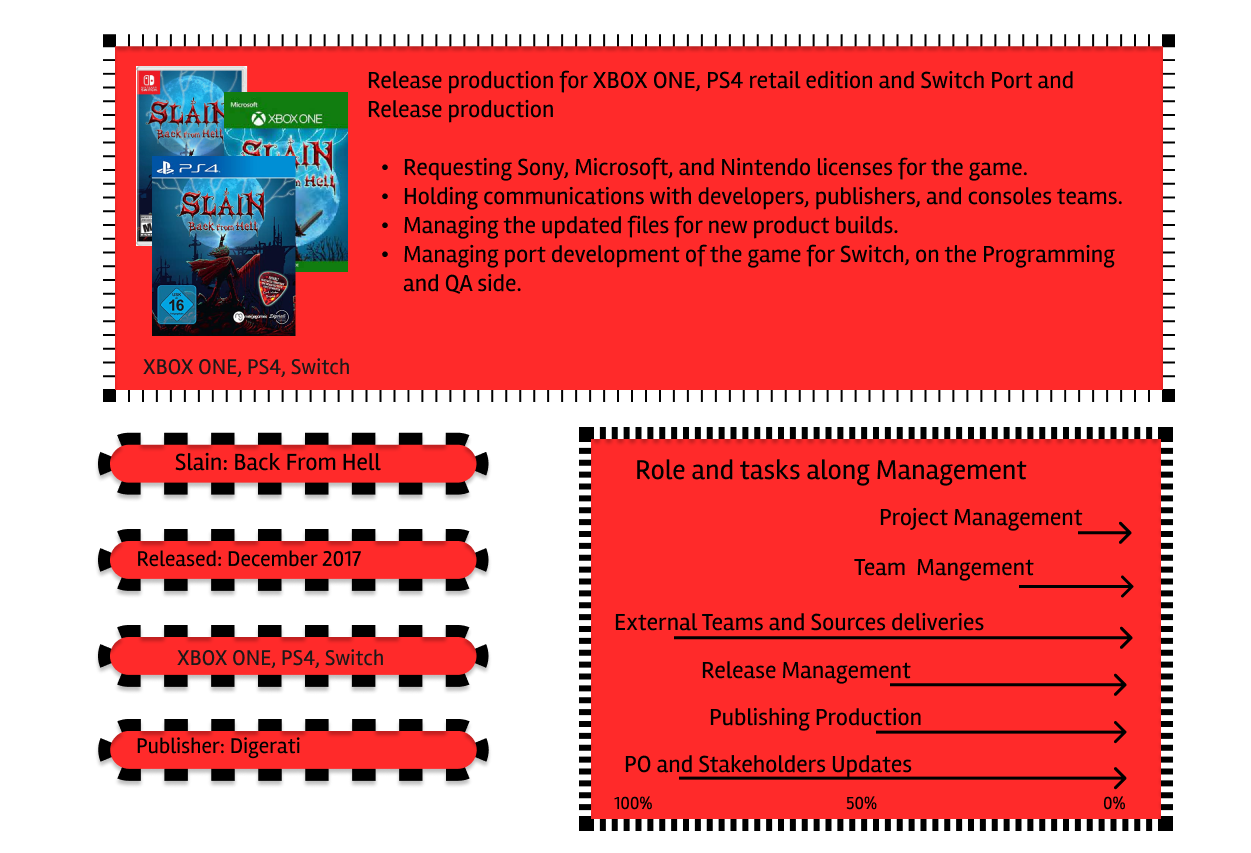 NINTENDO SWITCH
SLAIN
Back from Hell
Microsoft
XBOX ONE
SLAIN
from Hell
PS4
SLAIN
Back from Hell
16
XBOX ONE, PS4, Switch
Release production for XBOX ONE, PS4 retail edition and Switch Port and
Release production
• Requesting Sony, Microsoft, and Nintendo licenses for the game.
• Holding communications with developers, publishers, and consoles teams.
• Managing the updated files for new product builds.
• Managing port development of the game for Switch, on the Programming
and QA side.
Slain: Back From Hell
Released: December 2017
XBOX ONE, PS4, Switch
Publisher: Digerati
Role and tasks along Management
Project Management
Team Mangement
External Teams and Sources deliveries
Release Management
Publishing Production
PO and Stakeholders Updates
100% 50% 0%